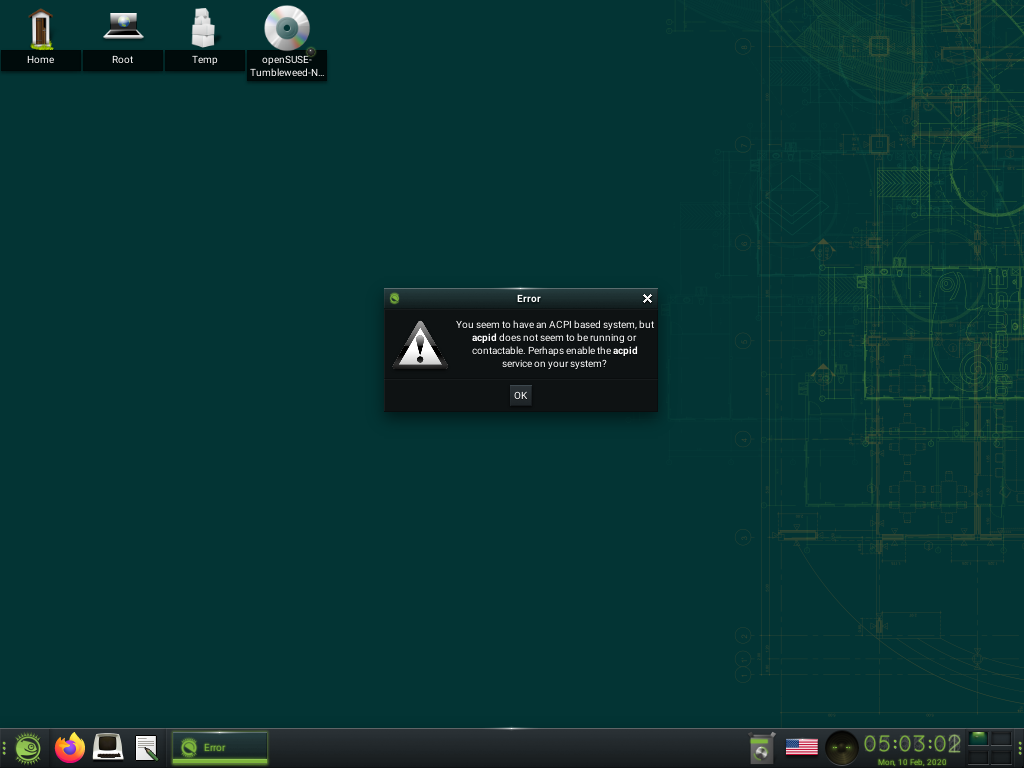 Home
Root
Temp
openSUSE-
Tumbleweed-N...
Error
You seem to have an ACPI based system, but
acpid does not seem to be running or
contactable. Perhaps enable the acpid
service on your system?
OK
Error
05:03:02
Mon, 10 Feb, 2020